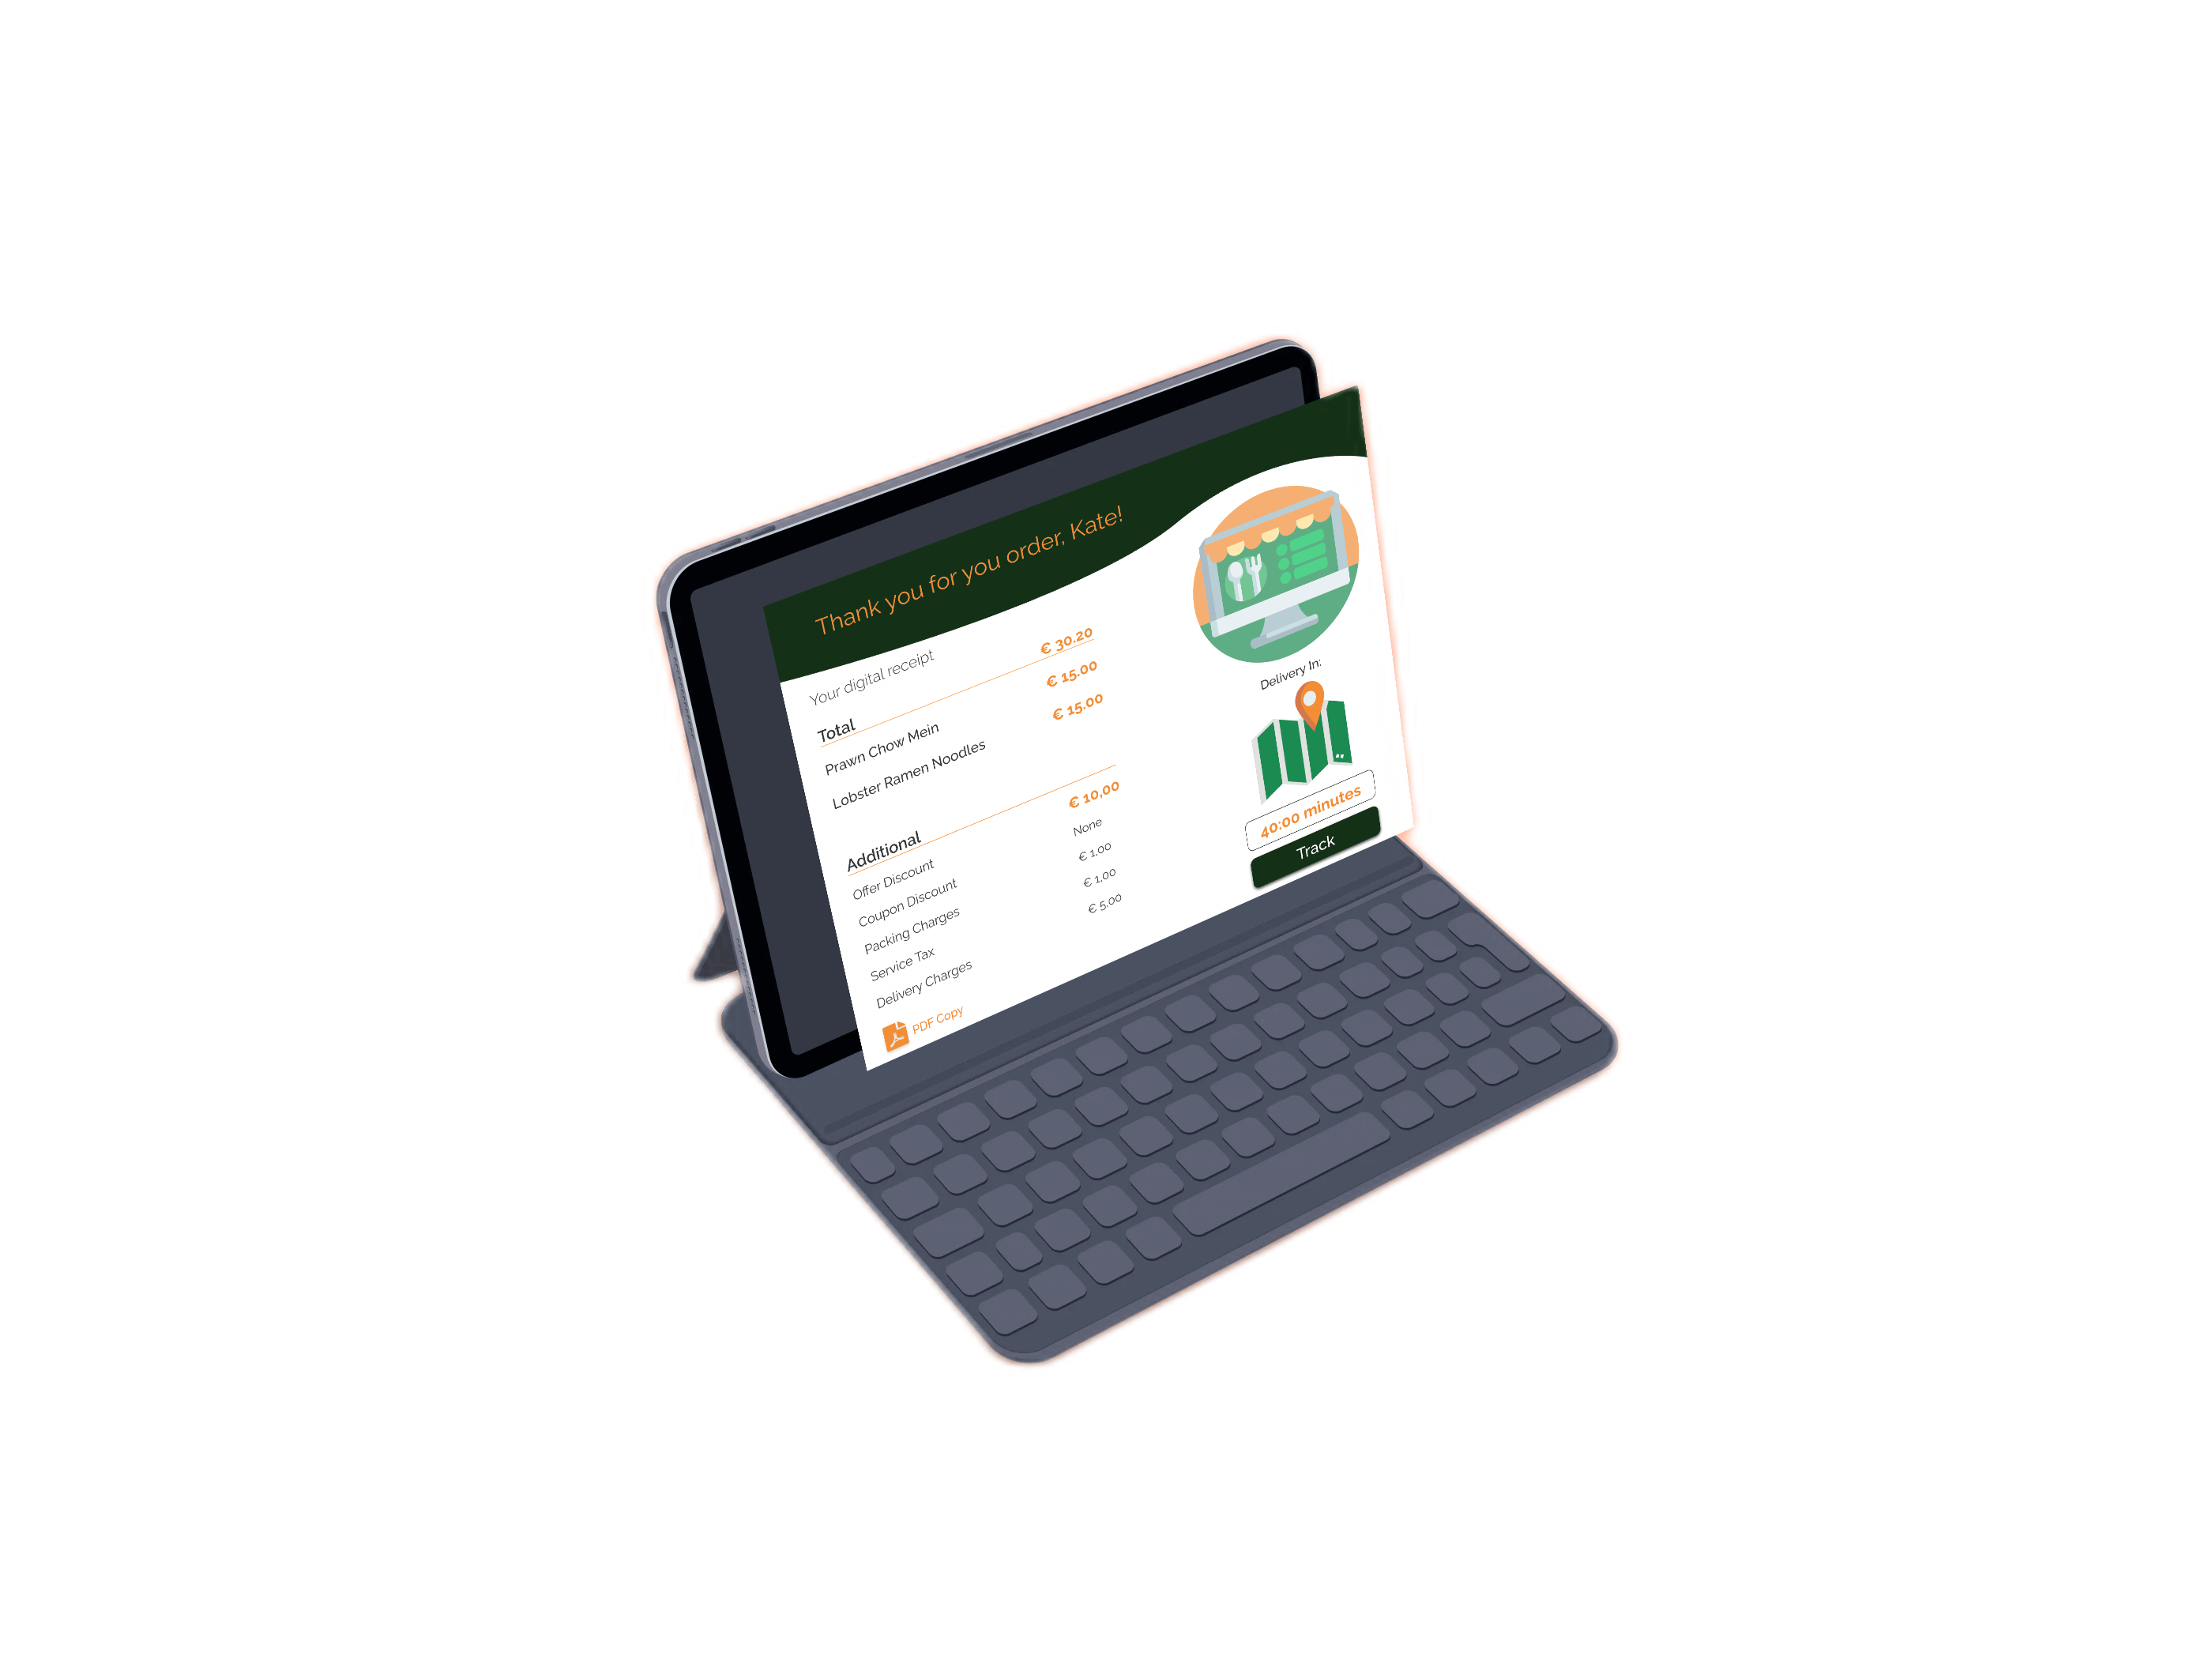 Thank you for you order, Kate!
Your digital receipt
Total € 30.20
Prawn Chow Mein € 15.00
Lobster Ramen Noodles € 15.00
Additional
Offer Discount € 10,00
Coupon Discount None
Packing Charges € 1.00
Service Tax € 1.00
Delivery Charges € 5.00
PDF Copy
Delivery In:
40:00 minutes
Track